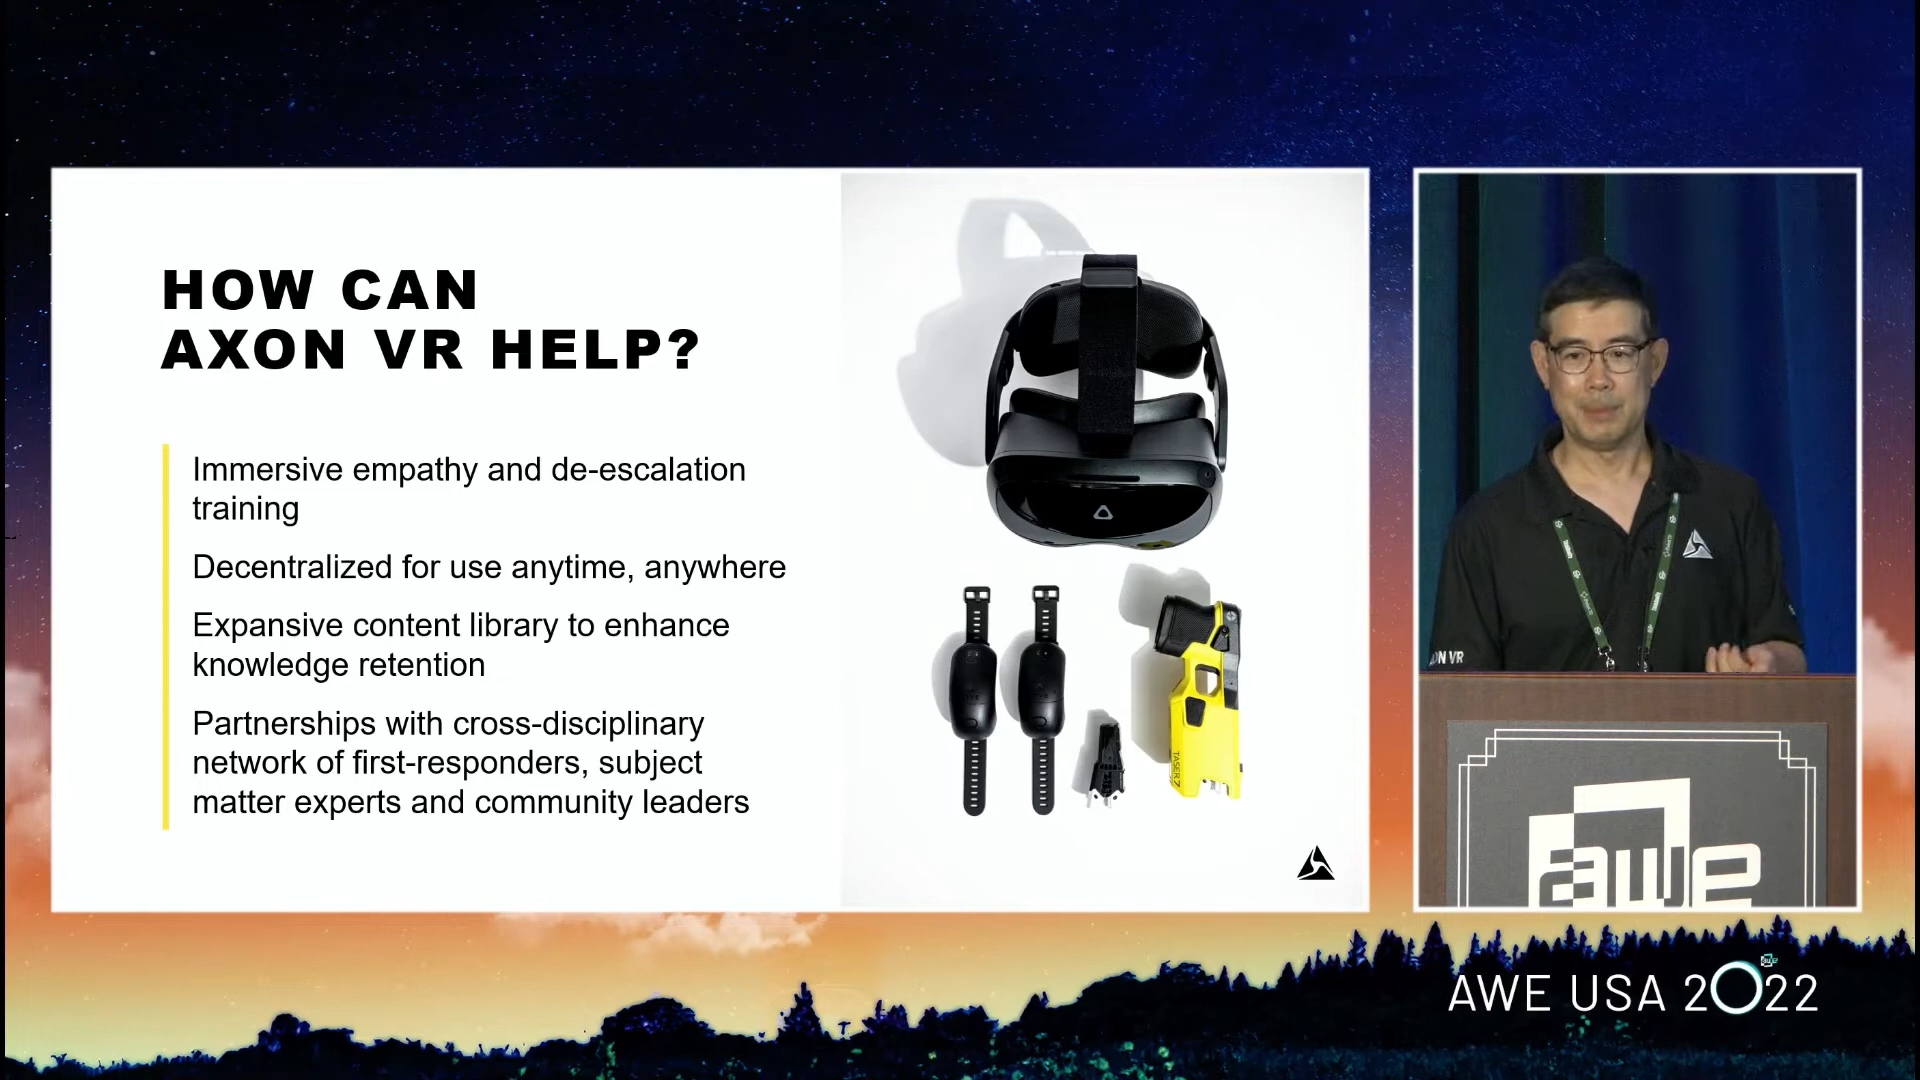 HOW CAN
AXON VR HELP?
Immersive empathy and de-escalation
training
Decentralized for use anytime, anywhere
Expansive content library to enhance
knowledge retention
Partnerships with cross-disciplinary
network of first-responders, subject
matter experts and community leaders
TASER 7
ON VR
awe
AWE USA 2022